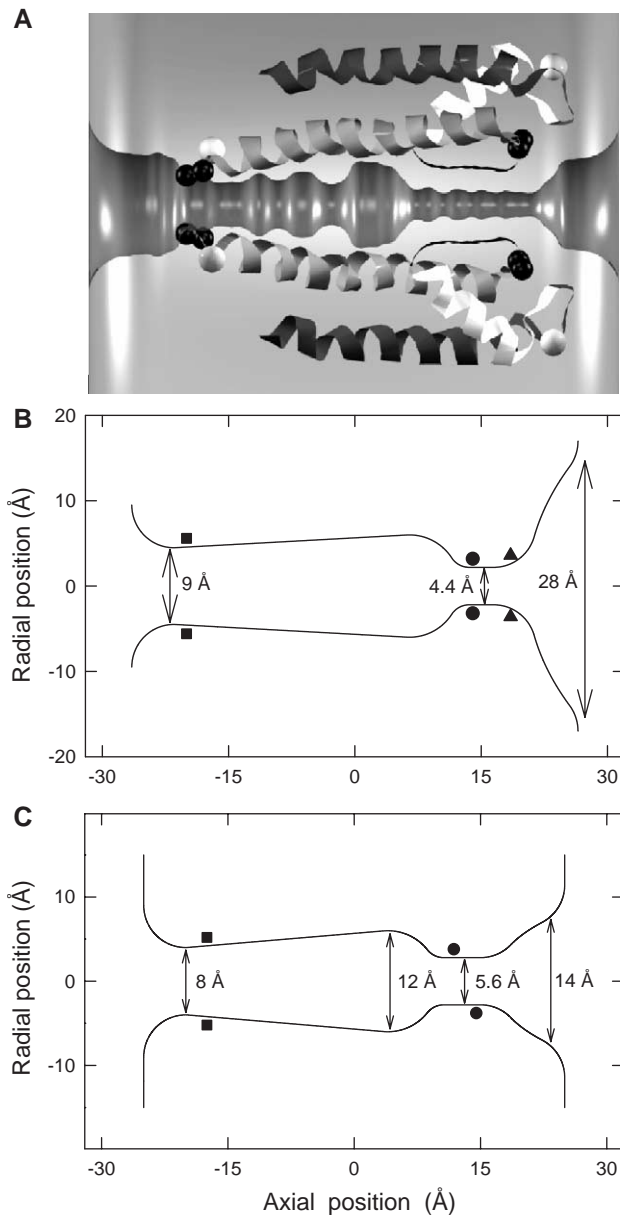 A
B
20
10
0
-10
-20
Radial position (Å)
9 Å
4.4 Å
28 Å
-30
-15
0
15
30
C
10
0
-10
Radial position (Å)
8 Å
12 Å
5.6 Å
14 Å
-30
-15
0
15
30
Axial position (Å)